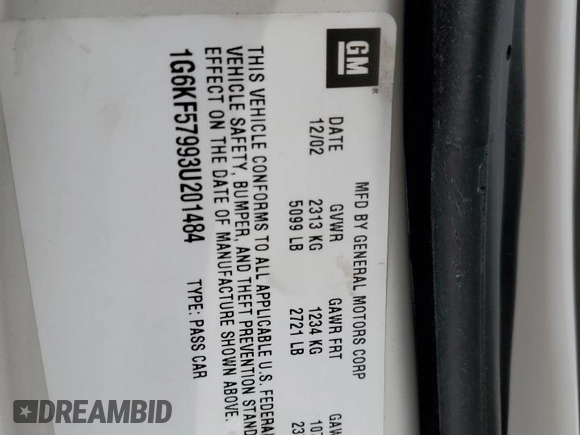 GM
MFD BY GENERAL MOTORS CORP
DATE GVWR GAWR FRT
12/02 2313 KG 1234 KG
5099 LB 2721 LB
THIS VEHICLE CONFORMS TO ALL APPLICABLE U.S. FEDERA
VEHICLE SAFETY, BUMPER, AND THEFT PREVENTION STAND
EFFECT ON THE DATE OF MANUFACTURE SHOWN ABOVE.
1G6KF57993U201484 TYPE: PASS CAR
DREAMBID